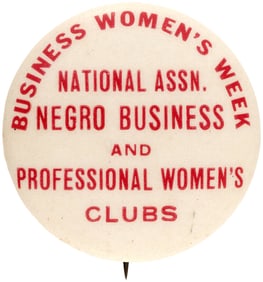 BUSINESS WOMEN'S WEEK
NATIONAL ASSN.
NEGRO BUSINESS
AND
PROFESSIONAL WOMEN'S
CLUBS